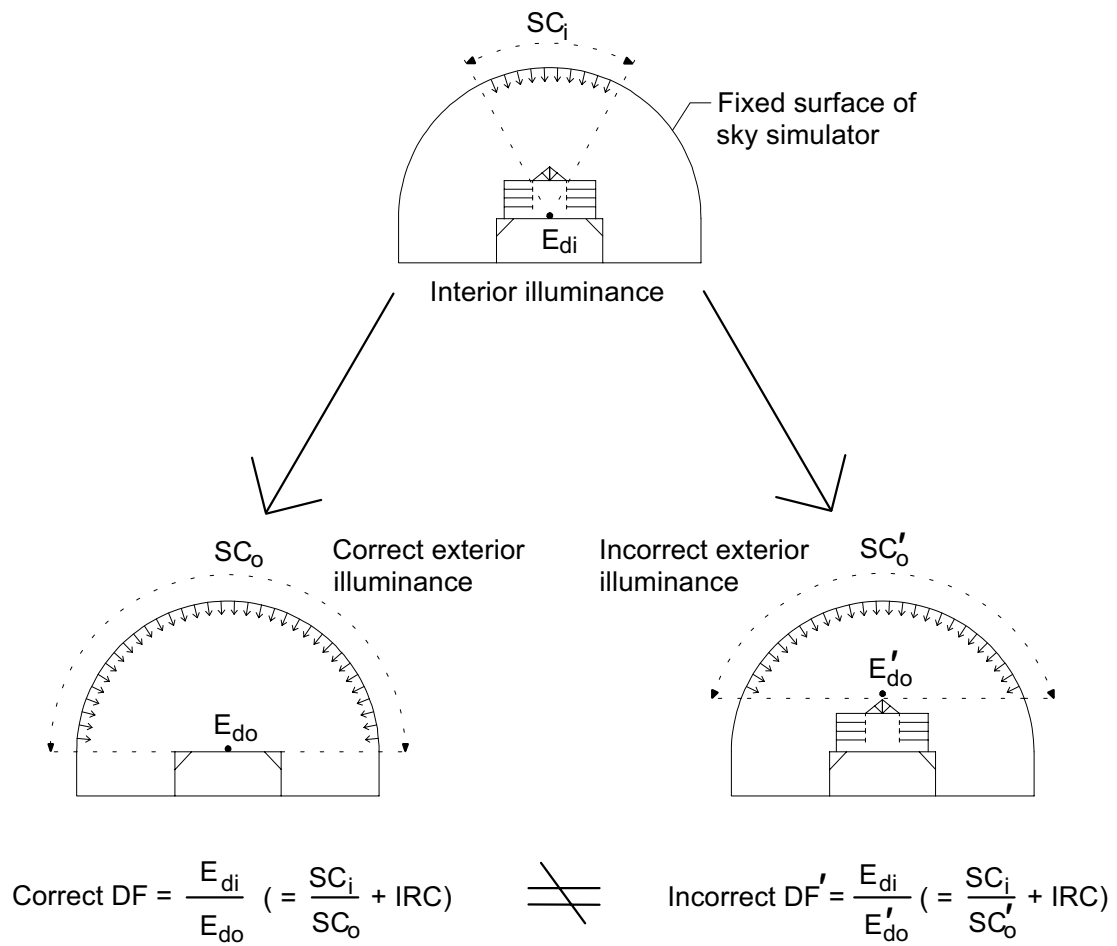 SCi
Fixed surface of
sky simulator
Edi
Interior illuminance
SCo
Correct exterior
illuminance
Edo
Incorrect exterior
illuminance
SCo′
Edo′
Correct DF = Edi / Edo ( = SCi / SCo + IRC)
≠
Incorrect DF′ = Edi / Edo′ ( = SCi / SCo′ + IRC)